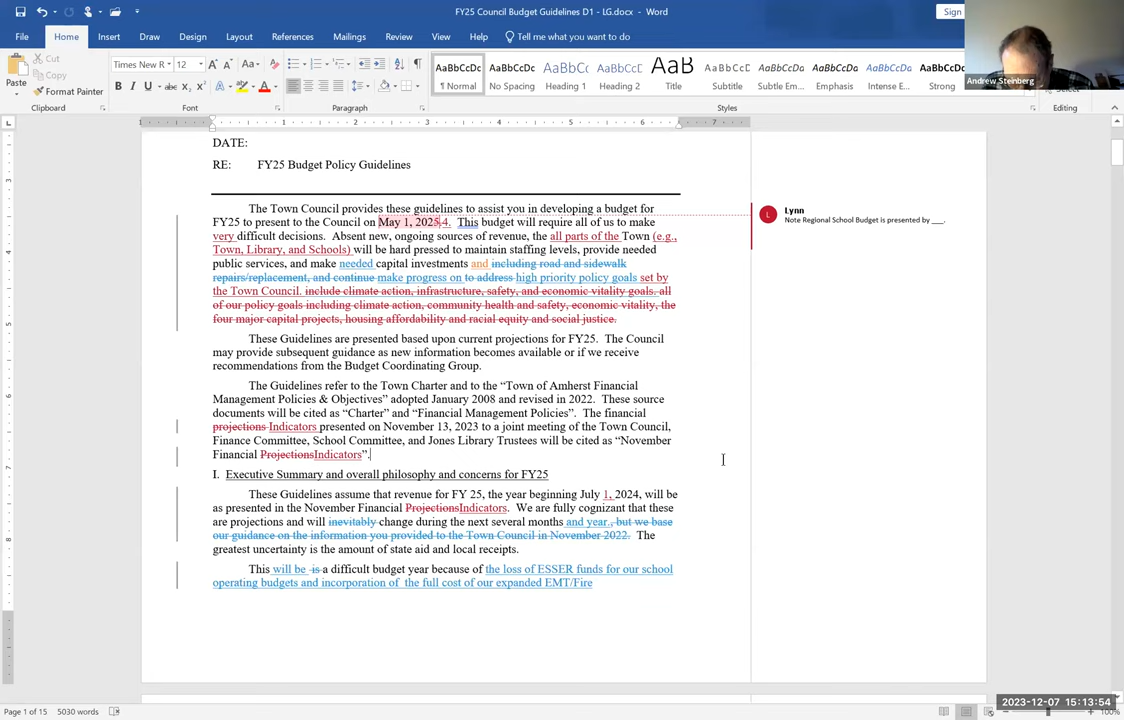 FY25 Council Budget Guidelines D1 - LG.docx - Word
Sign
File Home Insert Draw Design Layout References Mailings Review View Help Tell me what you want to do
Andrew Steinberg
Paste
Cut
Copy
Format Painter
Times New R 12
AaBbCcDc AaBbCcDc AaBbCcD AaBbCcD AaB AaBbCcD AaBbCcDa AaBbCcDa AaBbCcDa AaBbCcDc
¶ Normal No Spacing Heading 1 Heading 2 Title Subtitle Subtle Em... Emphasis Intense E... Strong
Clipboard Font Paragraph Styles Editing
DATE:
RE: FY25 Budget Policy Guidelines
The Town Council provides these guidelines to assist you in developing a budget for
FY25 to present to the Council on May 1, 2025.4. This budget will require all of us to make
very difficult decisions. Absent new, ongoing sources of revenue, the all parts of the Town (e.g.,
Town, Library, and Schools) will be hard pressed to maintain staffing levels, provide needed
public services, and make needed capital investments and including road and sidewalk
repairs/replacement, and continue make progress on to address high priority policy goals set by
the Town Council. include climate action, infrastructure, safety, and economic vitality goals. all
of our policy goals including climate action, community health and safety, economic vitality, the
four major capital projects, housing affordability and racial equity and social justice.
Lynn
Note Regional School Budget is presented by ___.
These Guidelines are presented based upon current projections for FY25. The Council
may provide subsequent guidance as new information becomes available or if we receive
recommendations from the Budget Coordinating Group.
The Guidelines refer to the Town Charter and to the “Town of Amherst Financial
Management Policies & Objectives” adopted January 2008 and revised in 2022. These source
documents will be cited as “Charter” and “Financial Management Policies”. The financial
projections Indicators presented on November 13, 2023 to a joint meeting of the Town Council,
Finance Committee, School Committee, and Jones Library Trustees will be cited as “November
Financial ProjectionsIndicators”.
I. Executive Summary and overall philosophy and concerns for FY25
These Guidelines assume that revenue for FY 25, the year beginning July 1, 2024, will be
as presented in the November Financial ProjectionsIndicators. We are fully cognizant that these
are projections and will inevitably change during the next several months and year., but we base
our guidance on the information you provided to the Town Council in November 2022. The
greatest uncertainty is the amount of state aid and local receipts.
This will be is a difficult budget year because of the loss of ESSER funds for our school
operating budgets and incorporation of the full cost of our expanded EMT/Fire
Page 1 of 15 5030 words
2023-12-07 15:13:54
100%